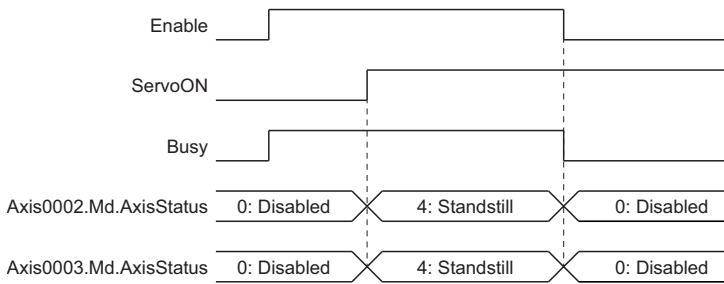 Enable
ServoON
Busy
Axis0002.Md.AxisStatus 0: Disabled 4: Standstill 0: Disabled
Axis0003.Md.AxisStatus 0: Disabled 4: Standstill 0: Disabled